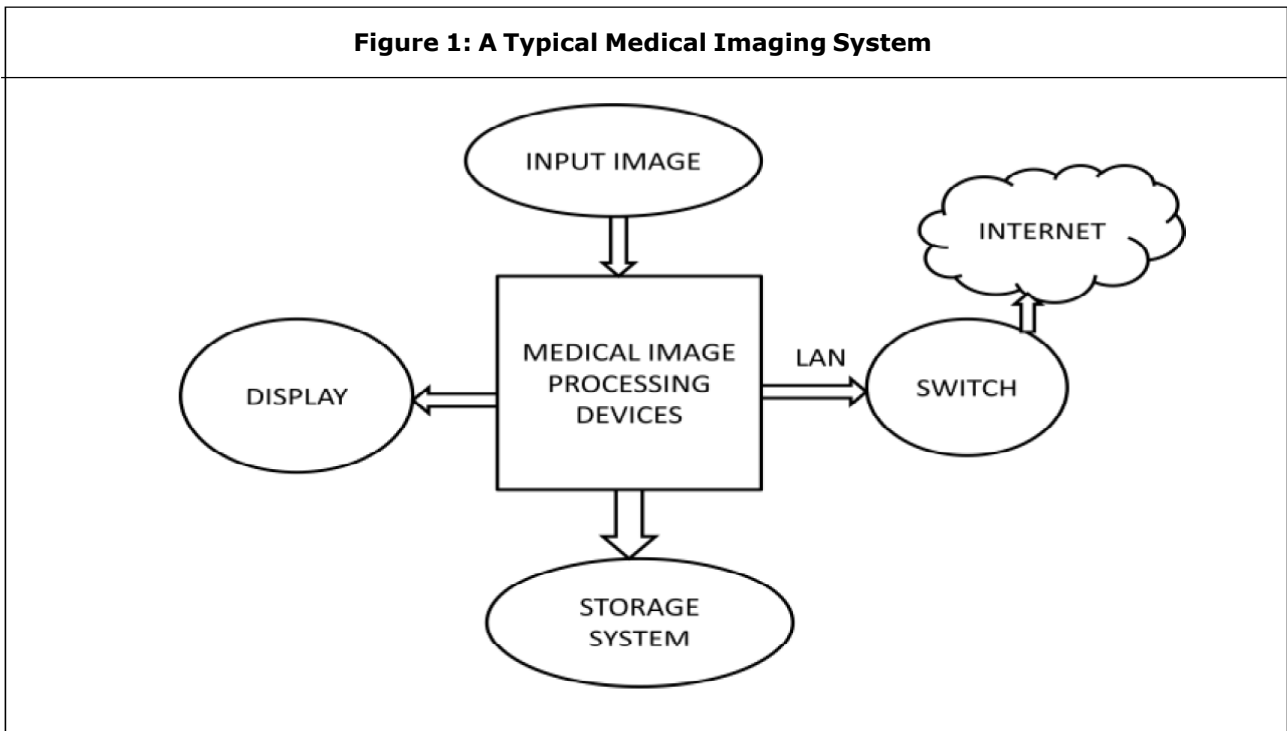 Figure 1: A Typical Medical Imaging System
INPUT IMAGE
INTERNET
MEDICAL IMAGE
PROCESSING
DEVICES
LAN
SWITCH
DISPLAY
STORAGE
SYSTEM